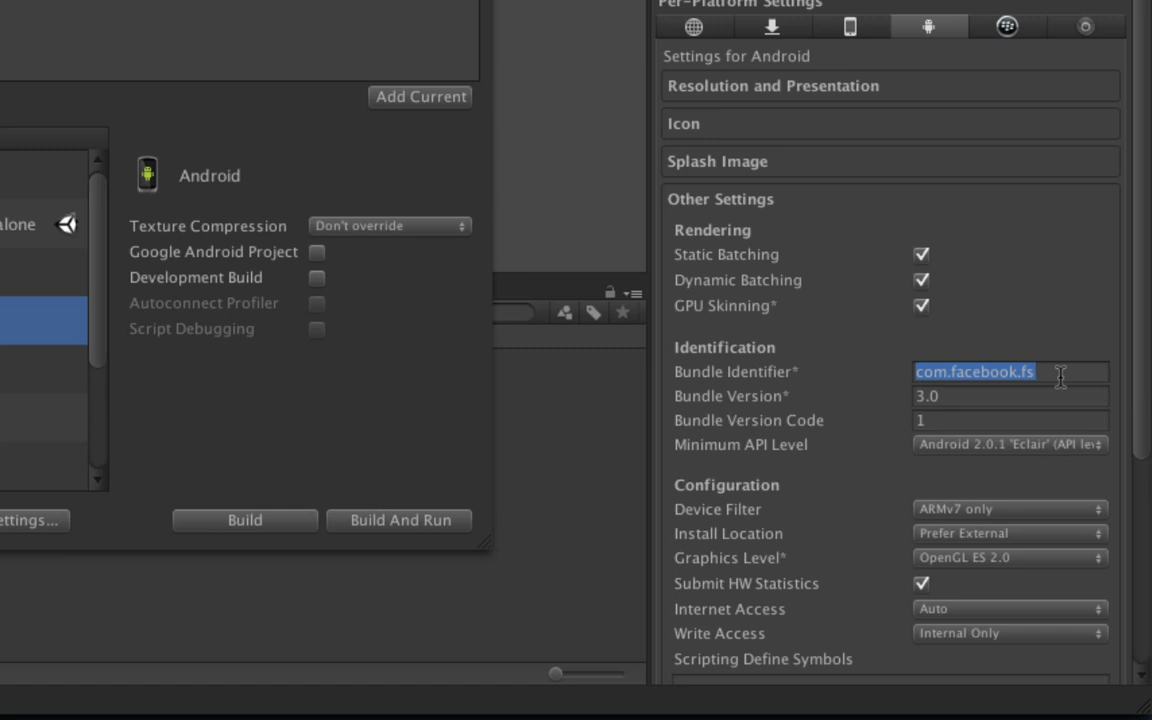 Per-Platform Settings
Settings for Android
Resolution and Presentation
Icon
Splash Image
Other Settings
Rendering
Static Batching
Dynamic Batching
GPU Skinning*
Identification
Bundle Identifier* com.facebook.fs
Bundle Version* 3.0
Bundle Version Code 1
Minimum API Level Android 2.0.1 'Eclair' (API lev
Configuration
Device Filter ARMv7 only
Install Location Prefer External
Graphics Level* OpenGL ES 2.0
Submit HW Statistics
Internet Access Auto
Write Access Internal Only
Scripting Define Symbols
Add Current
alone
Android
Texture Compression Don't override
Google Android Project
Development Build
Autoconnect Profiler
Script Debugging
ettings...
Build
Build And Run